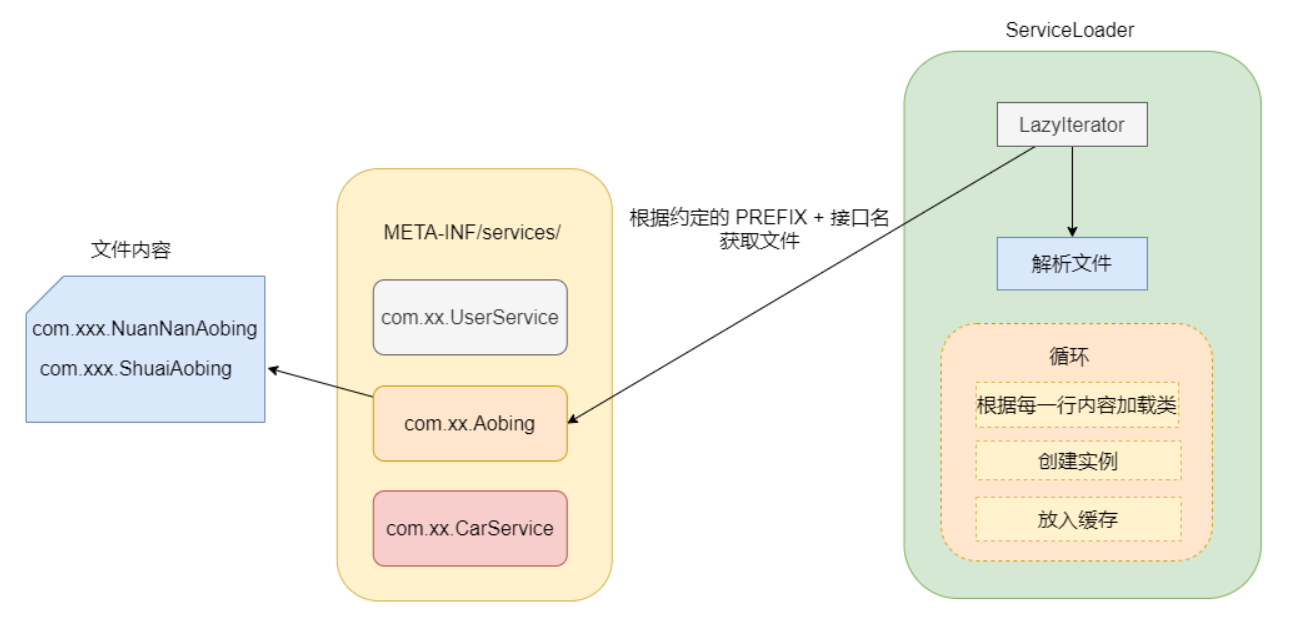 ServiceLoader
LazyIterator
根据约定的 PREFIX + 接口名
获取文件
META-INF/services/
文件内容
解析文件
com.xx.UserService
com.xxx.NuanNanAobing
com.xxx.ShuaiAobing
循环
根据每一行内容加载类
com.xx.Aobing
创建实例
放入缓存
com.xx.CarService